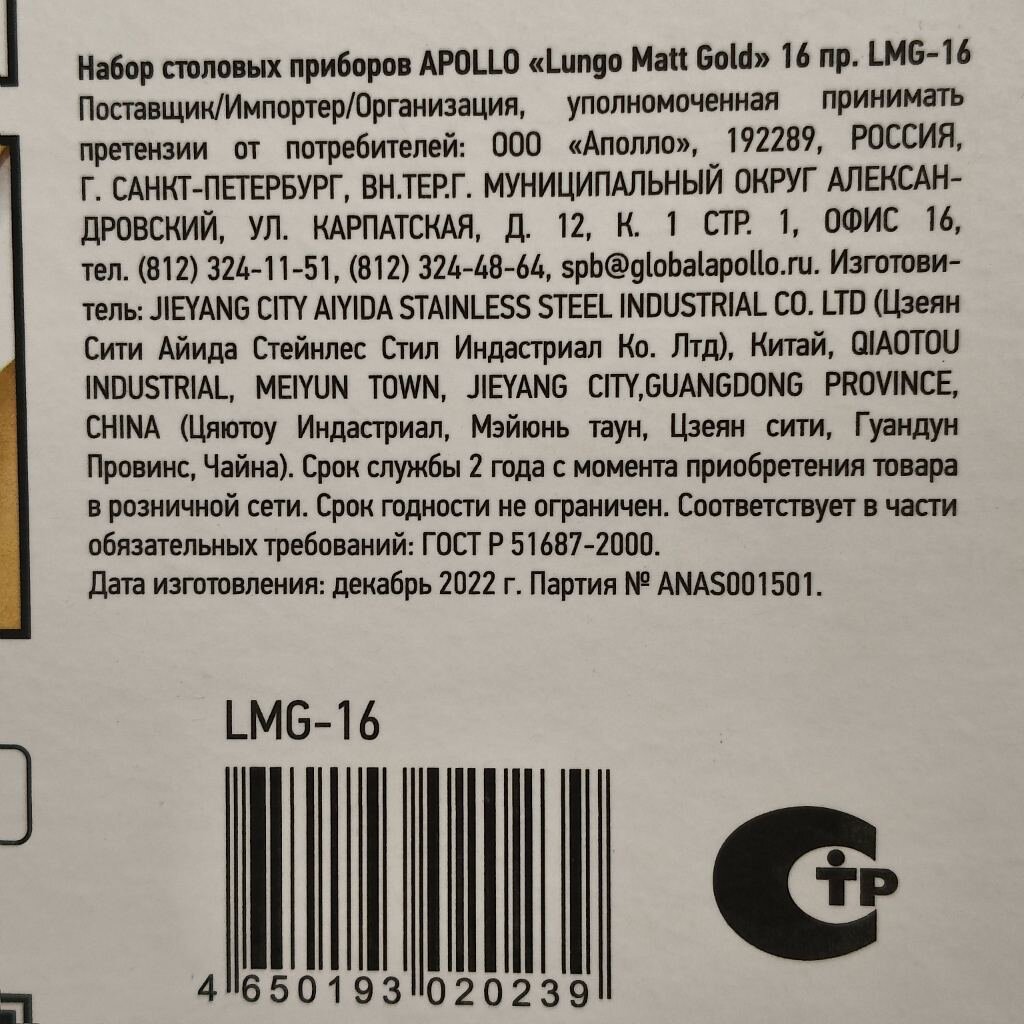 Набор столовых приборов APOLLO «Lungo Matt Gold» 16 пр. LMG-16
Поставщик/Импортер/Организация, уполномоченная принимать
претензии от потребителей: ООО «Аполло», 192289, РОССИЯ,
Г. САНКТ-ПЕТЕРБУРГ, ВН.ТЕР.Г. МУНИЦИПАЛЬНЫЙ ОКРУГ АЛЕКСАН-
ДРОВСКИЙ, УЛ. КАРПАТСКАЯ, Д. 12, К. 1 СТР. 1, ОФИС 16,
тел. (812) 324-11-51, (812) 324-48-64, spb@globalapollo.ru. Изготови-
тель: JIEYANG CITY AIYIDA STAINLESS STEEL INDUSTRIAL CO. LTD (Цзеян
Сити Айида Стейнлес Стил Индастриал Ко. Лтд), Китай, QIAOTOU
INDUSTRIAL, MEIYUN TOWN, JIEYANG CITY,GUANGDONG PROVINCE,
CHINA (Цяютоу Индастриал, Мэйюнь таун, Цзеян сити, Гуандун
Провинс, Чайна). Срок службы 2 года с момента приобретения товара
в розничной сети. Срок годности не ограничен. Соответствует в части
обязательных требований: ГОСТ Р 51687-2000.
Дата изготовления: декабрь 2022 г. Партия № ANAS001501.
LMG-16
4 650193 020239
СТР